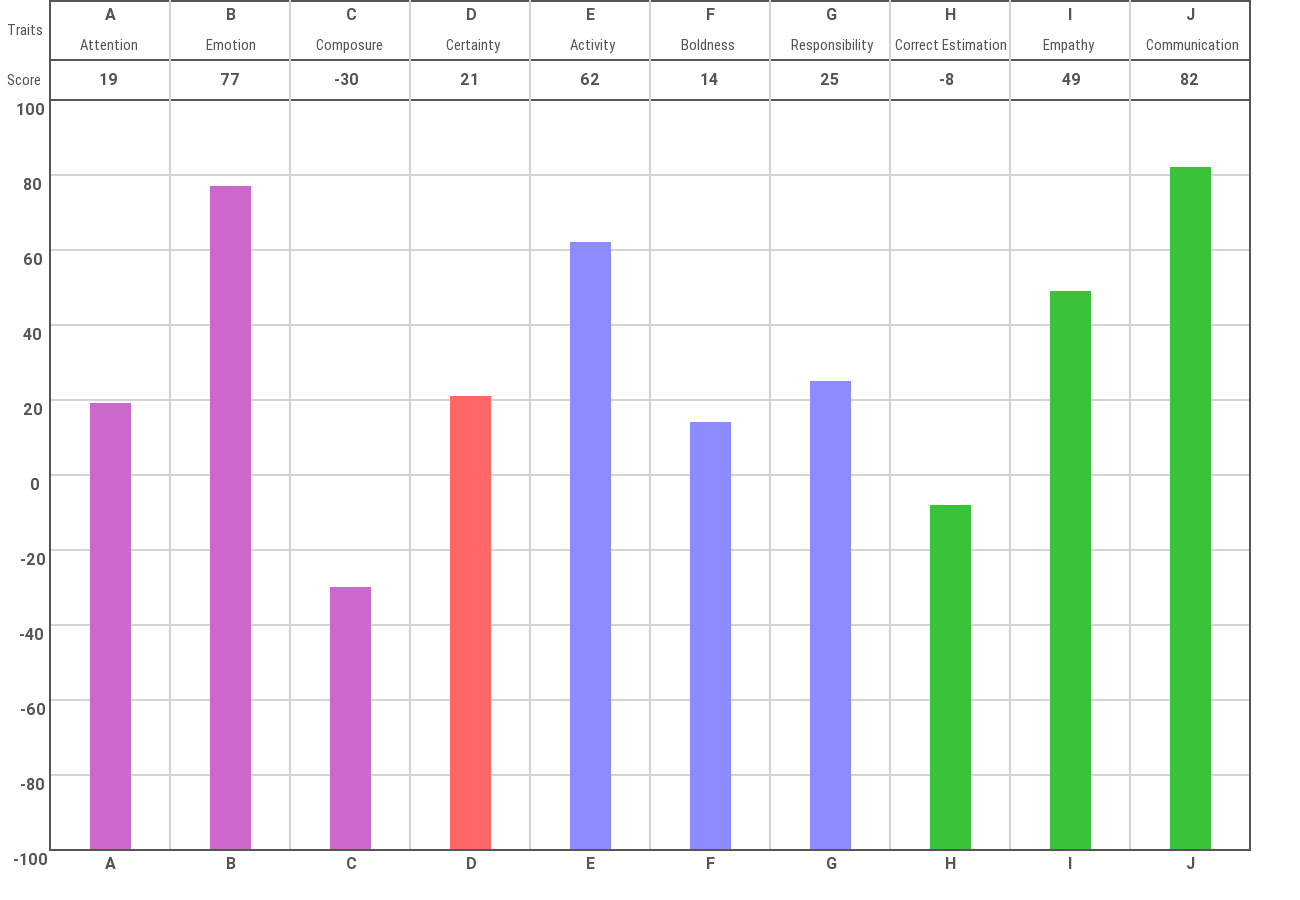 Traits A B C D E F G H I J
Attention Emotion Composure Certainty Activity Boldness Responsibility Correct Estimation Empathy Communication
Score 19 77 -30 21 62 14 25 -8 49 82
100
80
60
40
20
0
-20
-40
-60
-80
-100
A B C D E F G H I J